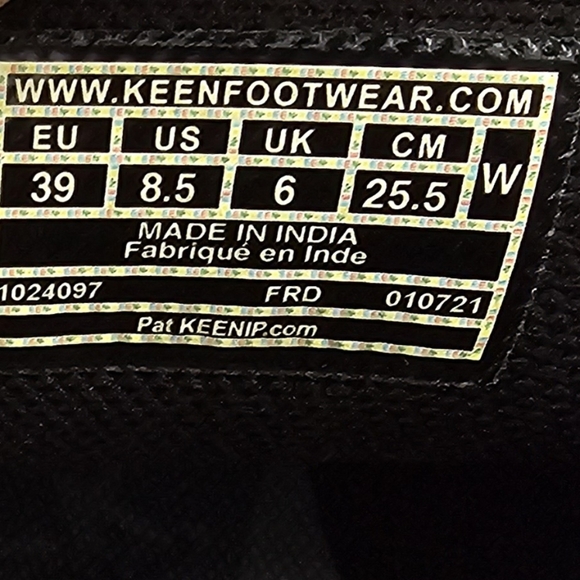 WWW.KEENFOOTWEAR.COM
EU US UK CM W
39 8.5 6 25.5
MADE IN INDIA
Fabriqué en Inde
1024097 FRD 010721
Pat KEENIP.com